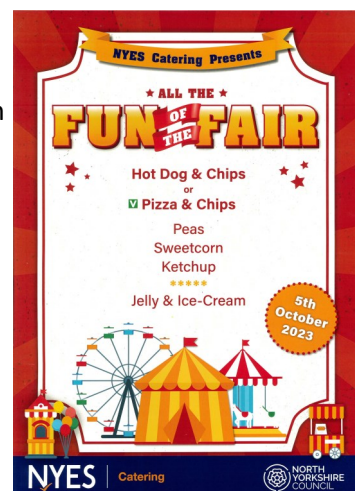 NYES Catering Presents
ALL THE
FUN OF THE FAIR
Hot Dog & Chips
or
V Pizza & Chips
Peas
Sweetcorn
Ketchup
*****
Jelly & Ice-Cream
5th
October
2023
NYES | Catering
NORTH
YORKSHIRE
COUNCIL